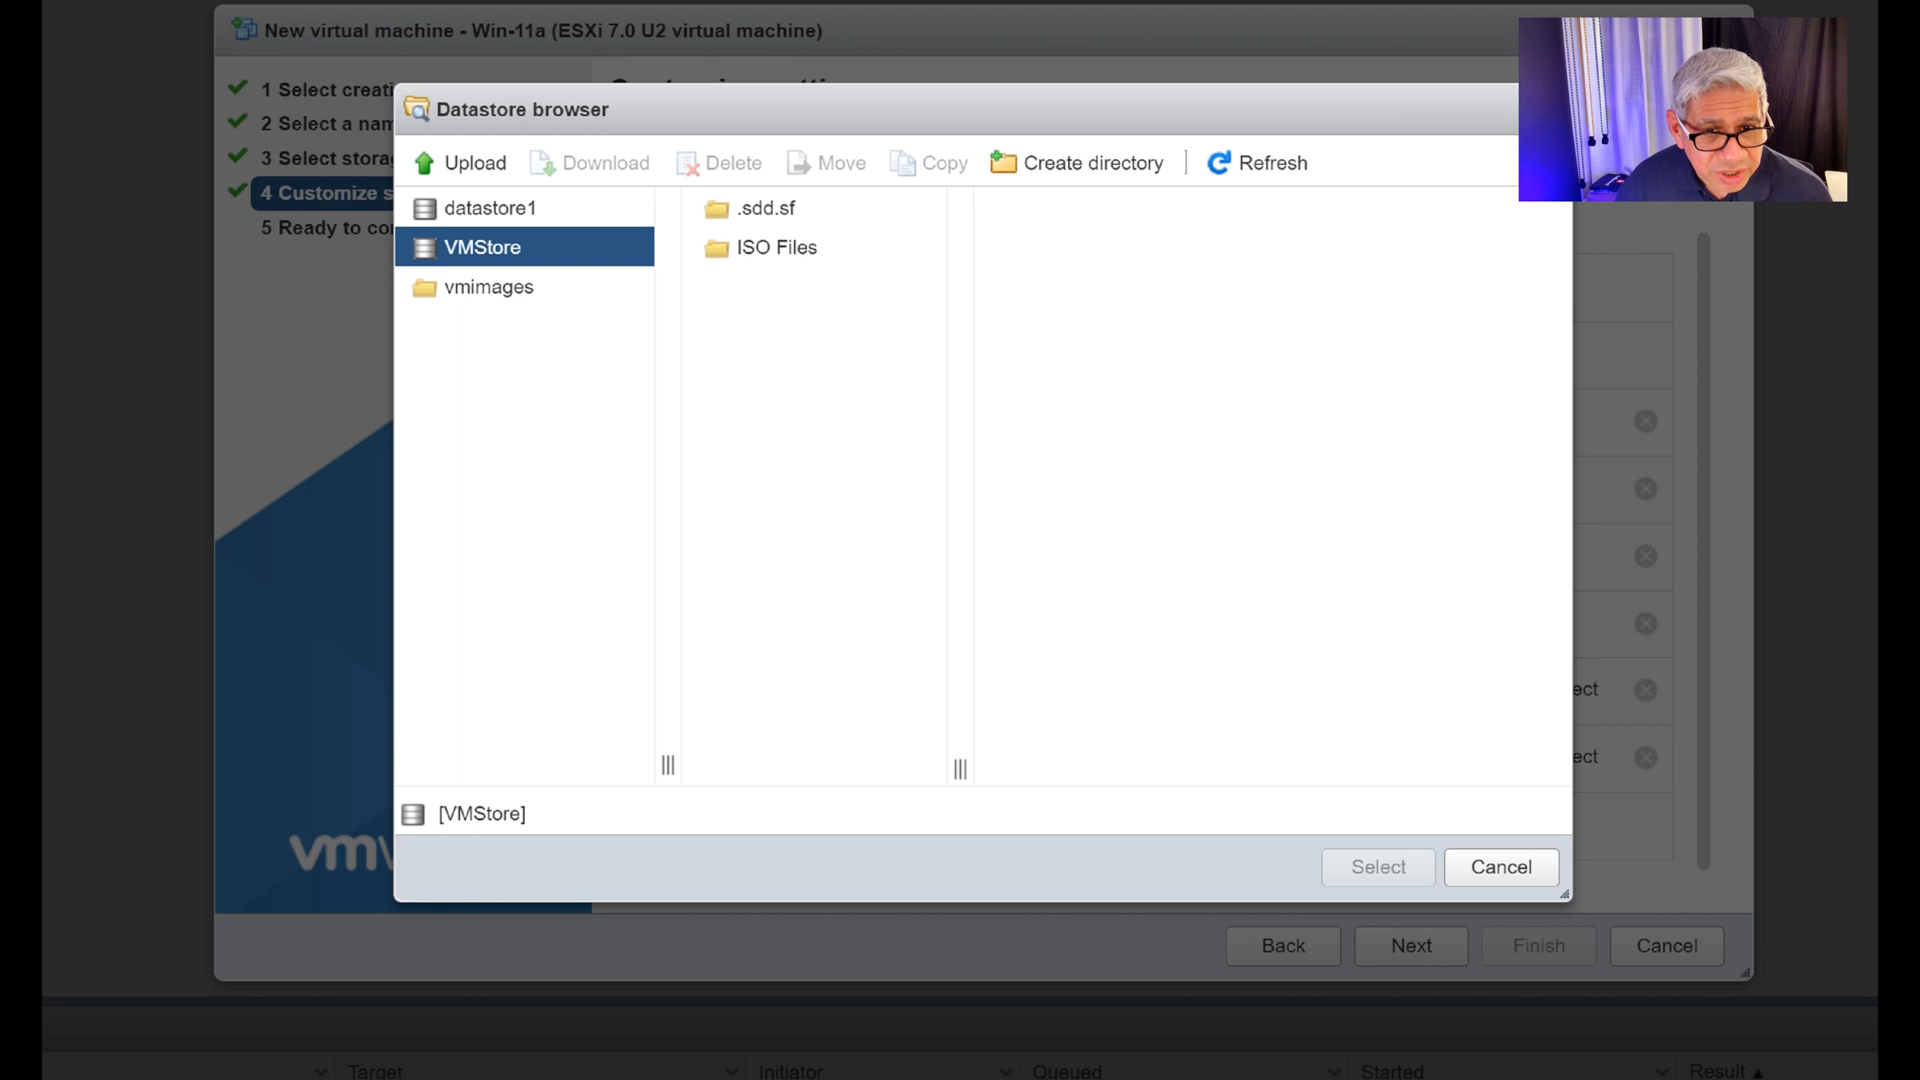 New virtual machine - Win-11a (ESXi 7.0 U2 virtual machine)
1 Select creati
2 Select a nam
3 Select stora
4 Customize s
5 Ready to co
Datastore browser
Upload Download Delete Move Copy Create directory | Refresh
datastore1
VMStore
vmimages
.sdd.sf
ISO Files
ect
ect
[VMStore]
Select Cancel
vm
Back Next Finish Cancel
Target Initiator Queued Started Result